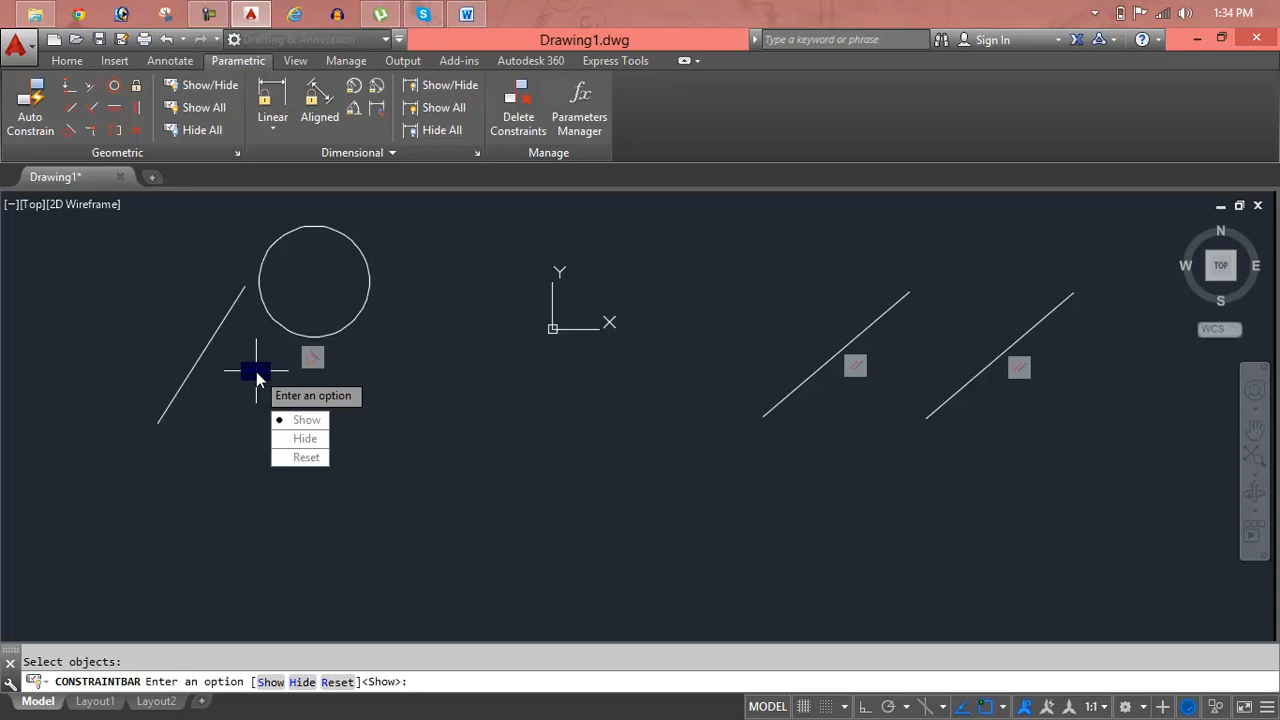 1:34 PM
Drafting & Annotation
Drawing1.dwg
Type a keyword or phrase
Sign In
Home Insert Annotate Parametric View Manage Output Add-ins Autodesk 360 Express Tools
Auto
Constrain
Show/Hide
Show All
Hide All
Linear
Aligned
Show/Hide
Show All
Hide All
Delete
Constraints
fx
Parameters
Manager
Geometric
Dimensional
Manage
Drawing1*
[−][Top][2D Wireframe]
N
W TOP E
S
WCS
Y
X
Enter an option
Show
Hide
Reset
Select objects:
CONSTRAINTBAR Enter an option [Show Hide Reset]<Show>:
Model Layout1 Layout2
MODEL
1:1